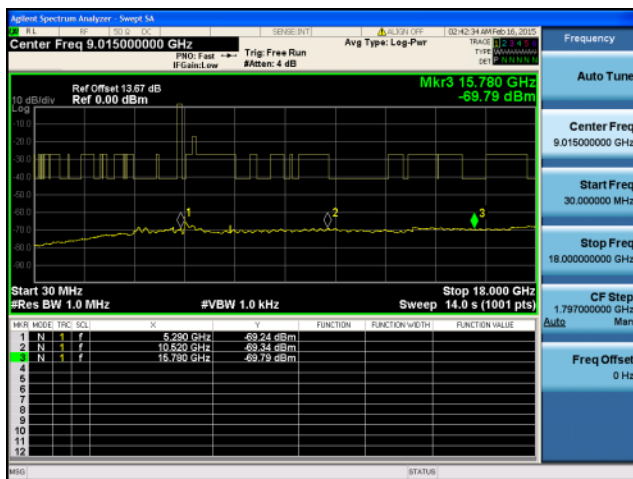 Agilent Spectrum Analyzer - Swept SA
RL RF 50 Ω DC SENSE:INT ALIGN OFF 02:42:34 AM Feb 16, 2015
Center Freq 9.015000000 GHz
PNO: Fast
IFGain:Low
Trig: Free Run
#Atten: 4 dB
Avg Type: Log-Pwr
TRACE 1 2 3 4 5 6
TYPE
DET P N N N N N
Ref Offset 13.67 dB
Ref 0.00 dBm
Mkr3 15.780 GHz
-69.79 dBm
10 dB/div
Log
-10.0
-20.0
-30.0
-40.0
-50.0
-60.0
-70.0
-80.0
-90.0
1
2
3
Start 30 MHz
Stop 18.000 GHz
#Res BW 1.0 MHz #VBW 1.0 kHz Sweep 14.0 s (1001 pts)
MKR MODE TRC SCL X Y FUNCTION FUNCTION WIDTH FUNCTION VALUE
1 N 1 f 5.290 GHz -69.24 dBm
2 N 1 f 10.520 GHz -69.34 dBm
3 N 1 f 15.780 GHz -69.79 dBm
4
5
6
7
8
9
10
11
12
MSG STATUS
Frequency
Auto Tune
Center Freq
9.015000000 GHz
Start Freq
30.000000 MHz
Stop Freq
18.000000000 GHz
CF Step
1.797000000 GHz
Auto Man
Freq Offset
0 Hz